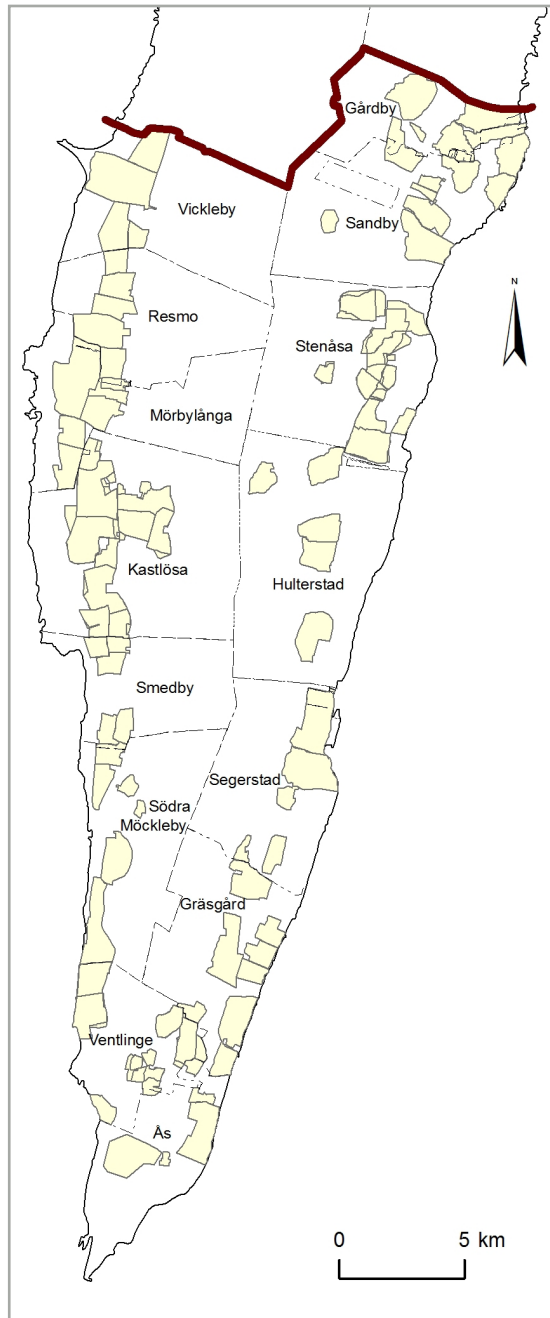 Gårdby
Vickleby
Sandby
N
Resmo
Stenåsa
Mörbylånga
Kastlösa
Hulterstad
Smedby
Segerstad
Södra
Möckleby
Gräsgård
Ventlinge
Ås
0 5 km